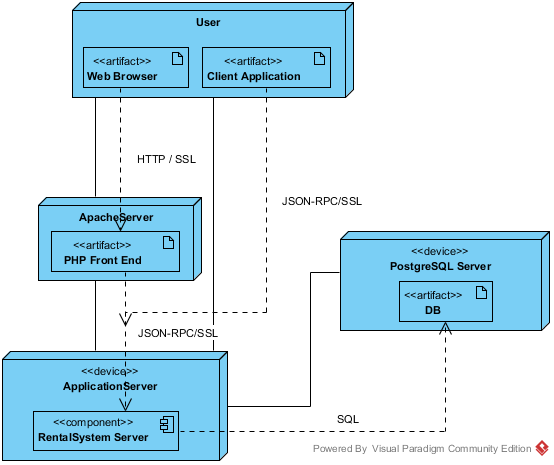 User
<<artifact>>
Web Browser
<<artifact>>
Client Application
HTTP / SSL
JSON-RPC/SSL
ApacheServer
<<artifact>>
PHP Front End
<<device>>
PostgreSQL Server
<<artifact>>
DB
JSON-RPC/SSL
<<device>>
ApplicationServer
<<component>>
RentalSystem Server
SQL
Powered By Visual Paradigm Community Edition